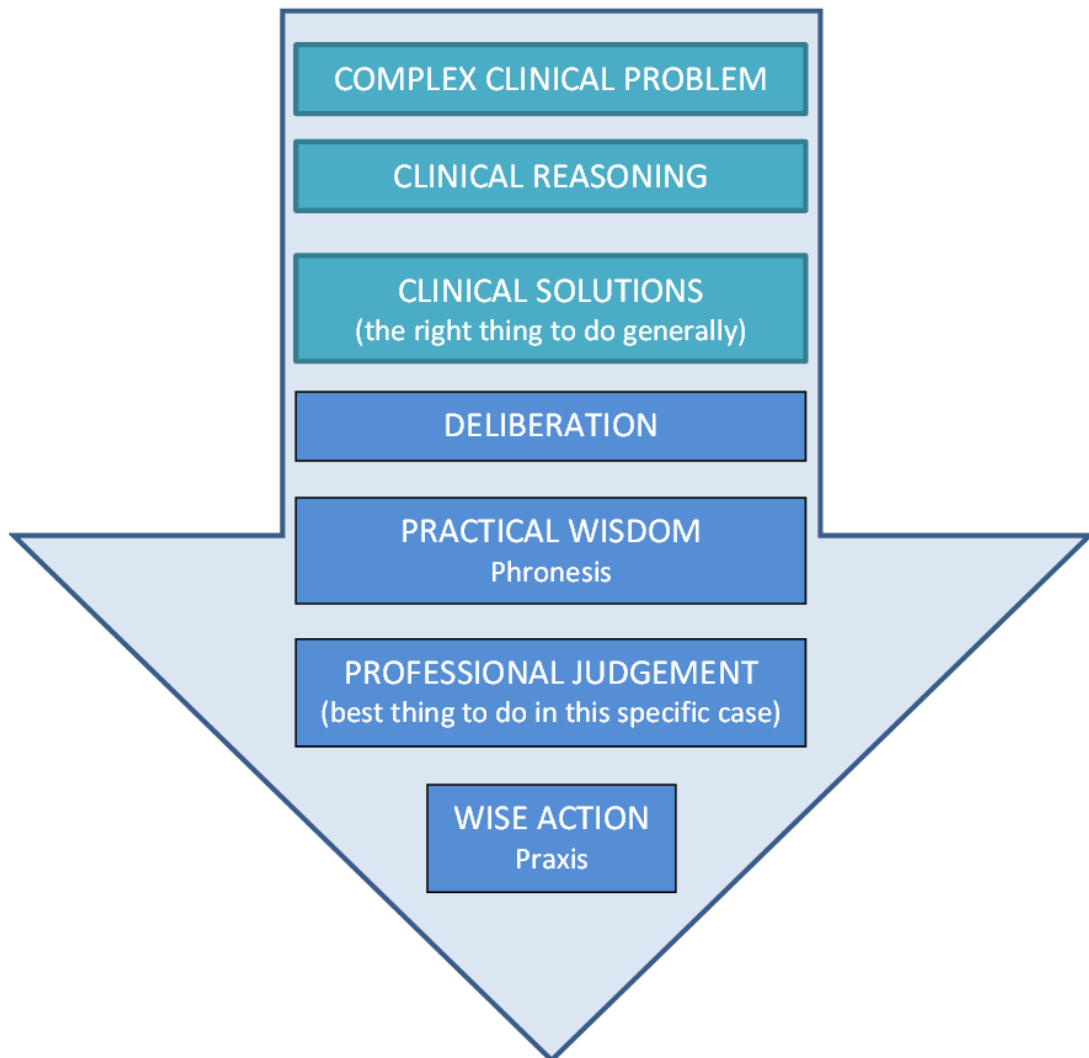 COMPLEX CLINICAL PROBLEM
CLINICAL REASONING
CLINICAL SOLUTIONS
(the right thing to do generally)
DELIBERATION
PRACTICAL WISDOM
Phronesis
PROFESSIONAL JUDGEMENT
(best thing to do in this specific case)
WISE ACTION
Praxis